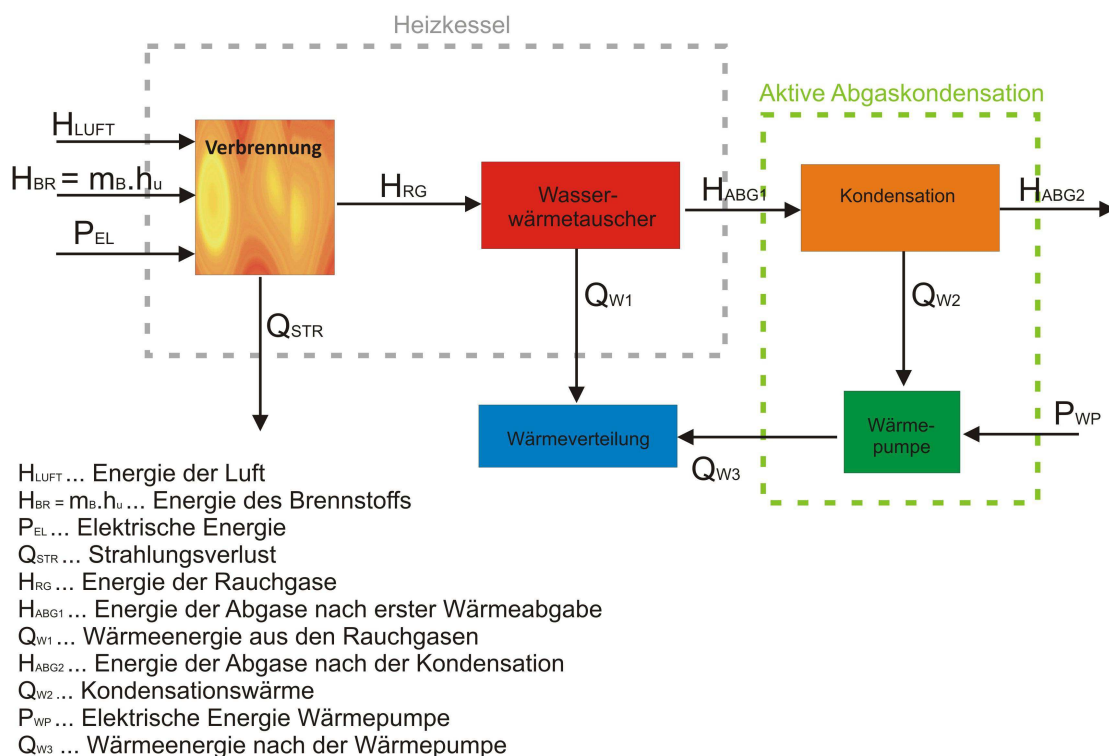 Heizkessel
Aktive Abgaskondensation
HLUFT
Verbrennung
HBR = mB.hu
PEL
HRG
Wasser-
wärmetauscher
HABG1
Kondensation
HABG2
QSTR
QW1
QW2
Wärmeverteilung
QW3
Wärme-
pumpe
PWP
HLUFT ... Energie der Luft
HBR = mB.hu ... Energie des Brennstoffs
PEL ... Elektrische Energie
QSTR ... Strahlungsverlust
HRG ... Energie der Rauchgase
HABG1 ... Energie der Abgase nach erster Wärmeabgabe
QW1 ... Wärmeenergie aus den Rauchgasen
HABG2 ... Energie der Abgase nach der Kondensation
QW2 ... Kondensationswärme
PWP ... Elektrische Energie Wärmepumpe
QW3 ... Wärmeenergie nach der Wärmepumpe